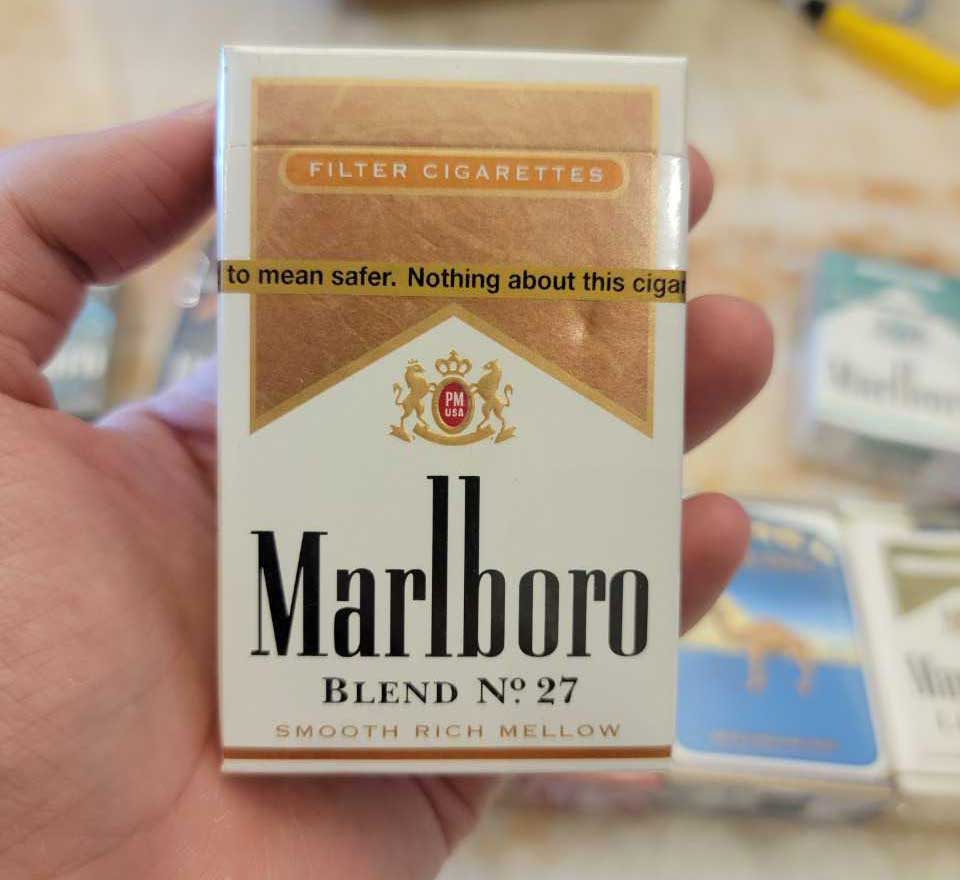 FILTER CIGARETTES
to mean safer. Nothing about this cigar
PM
USA
Marlboro
BLEND Nº 27
SMOOTH RICH MELLOW